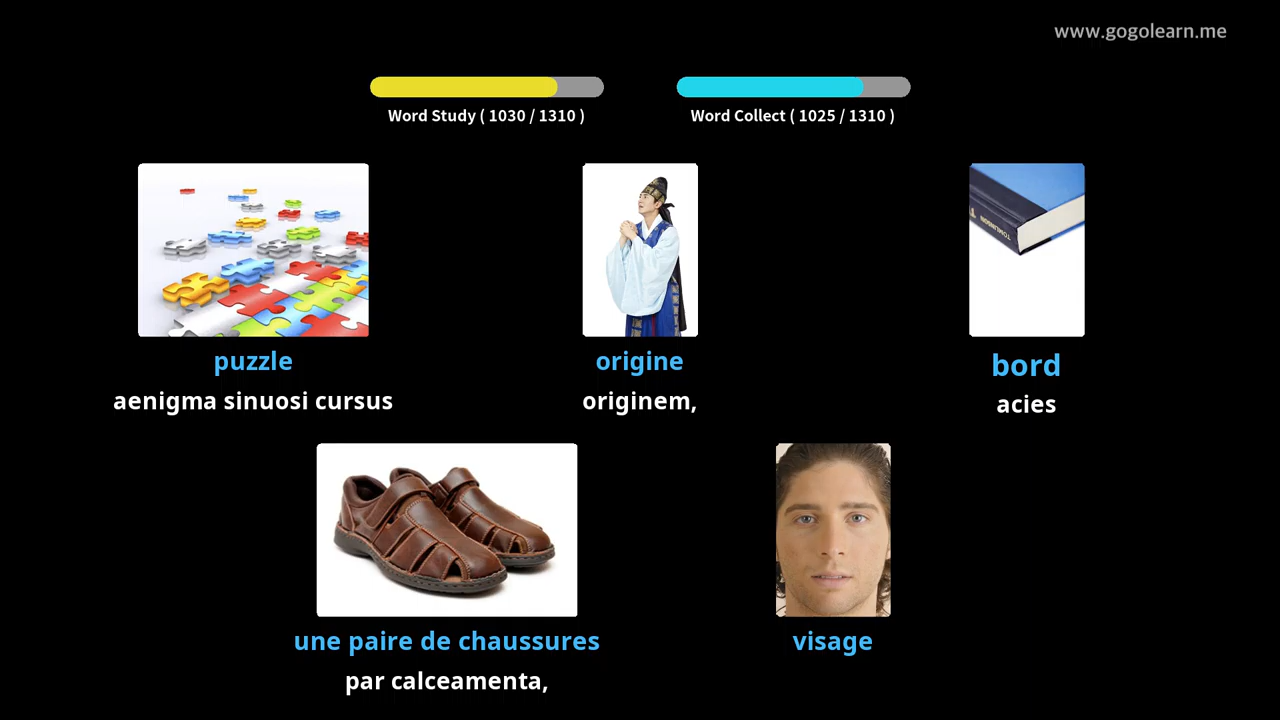 www.gogolearn.me
Word Study ( 1030 / 1310 )
Word Collect ( 1025 / 1310 )
TOMLINSON
puzzle
aenigma sinuosi cursus
origine
originem,
bord
acies
une paire de chaussures
par calceamenta,
visage